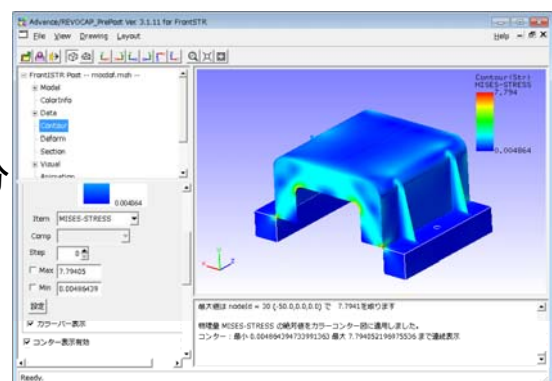 Advance/REVOCAP_PrePost Ver. 3.1.11 for FrontSTR
File View Drawing Layout
Help
FrontISTR Post -- modaf.msh --
Model
ColorInfo
Data
Contour
Deform
Section
Visual
Animation
0.004864
Item MISES-STRESS
Comp
Step 0
Max 7.79405
Min 0.00486439
設定
カラーバー表示
コンター表示有効
Contour(Str)
MISES-STRESS
7.794
0.004864
最大値は nodeId = 30 (-50.0,0.0,0.0) で 7.7941を取ります
物理量 MISES-STRESS の絶対値をカラーコンター図に適用しました。
コンター : 最小 0.004864394733991363 最大 7.794052196975536 まで連続表示
Ready.